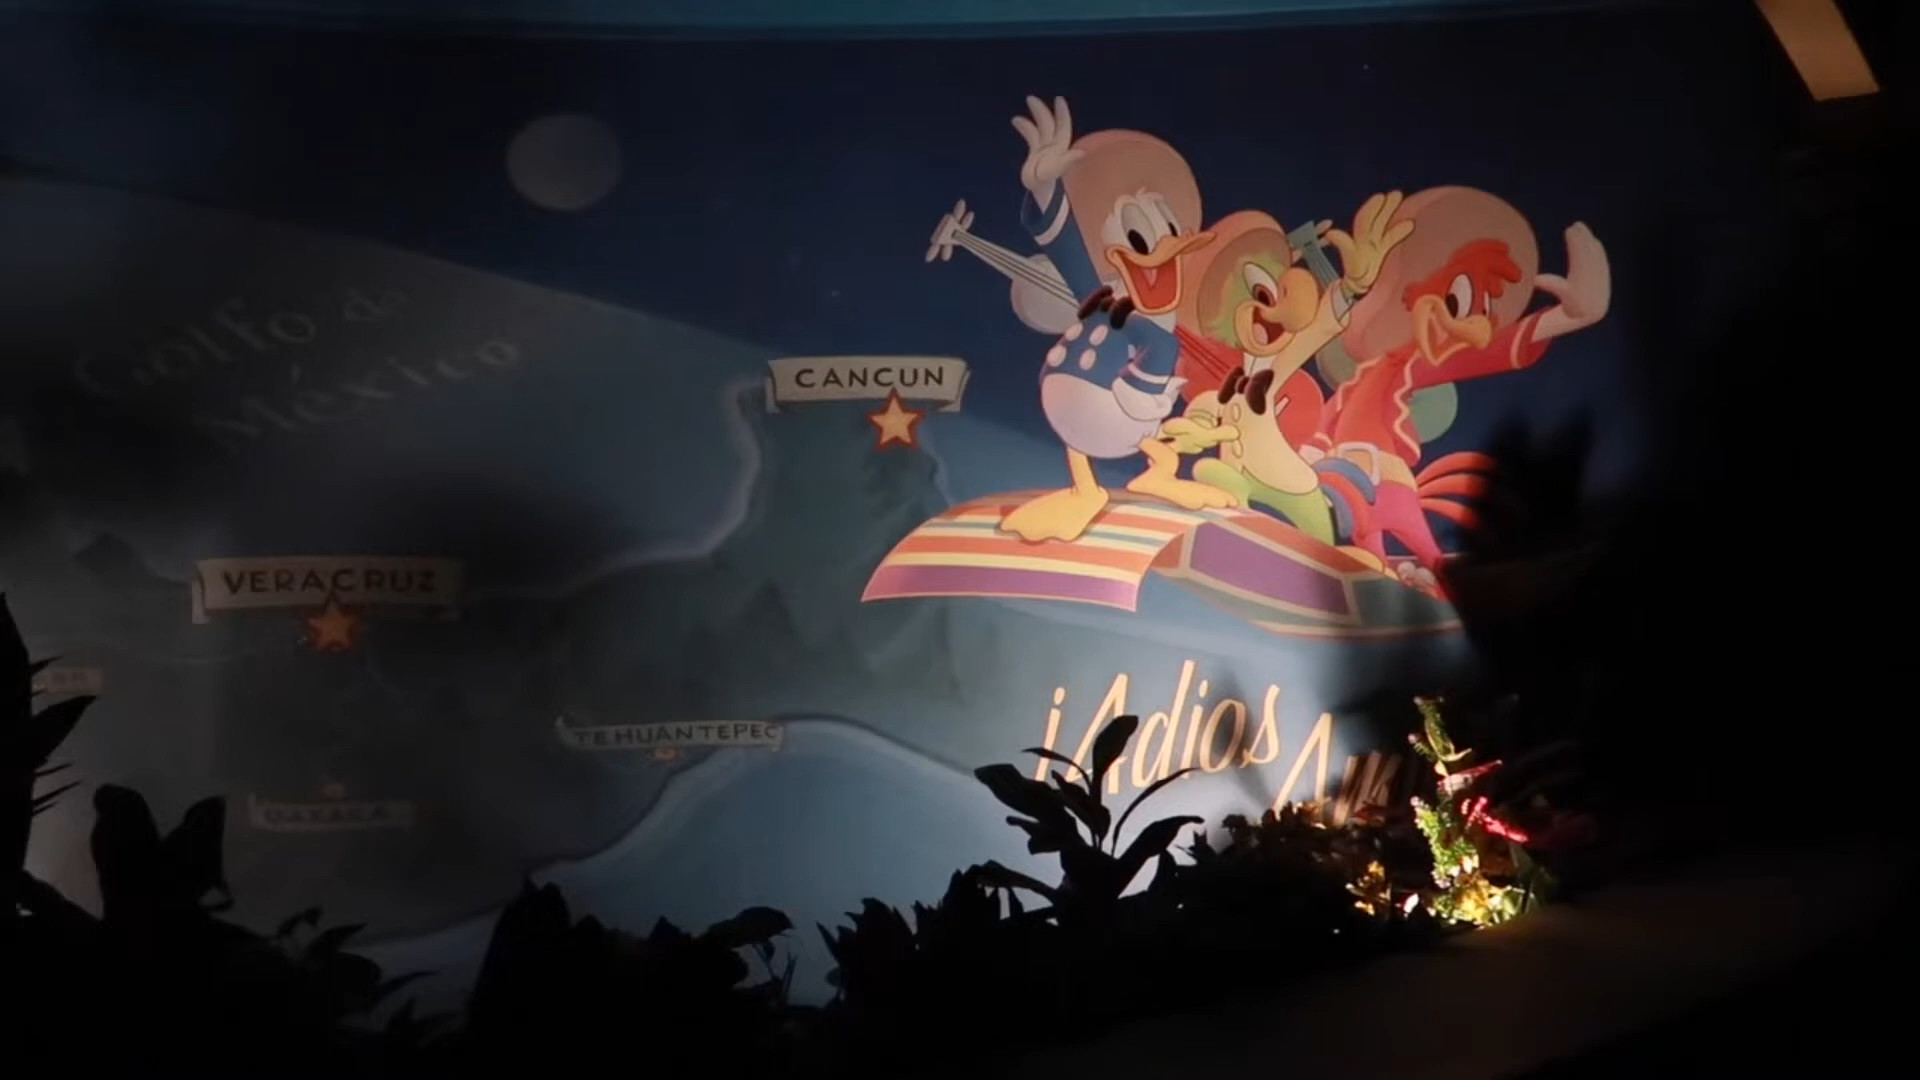 Golfo de
México
CANCUN
VERACRUZ
TEHUANTEPEC
OAXACA
¡Adios